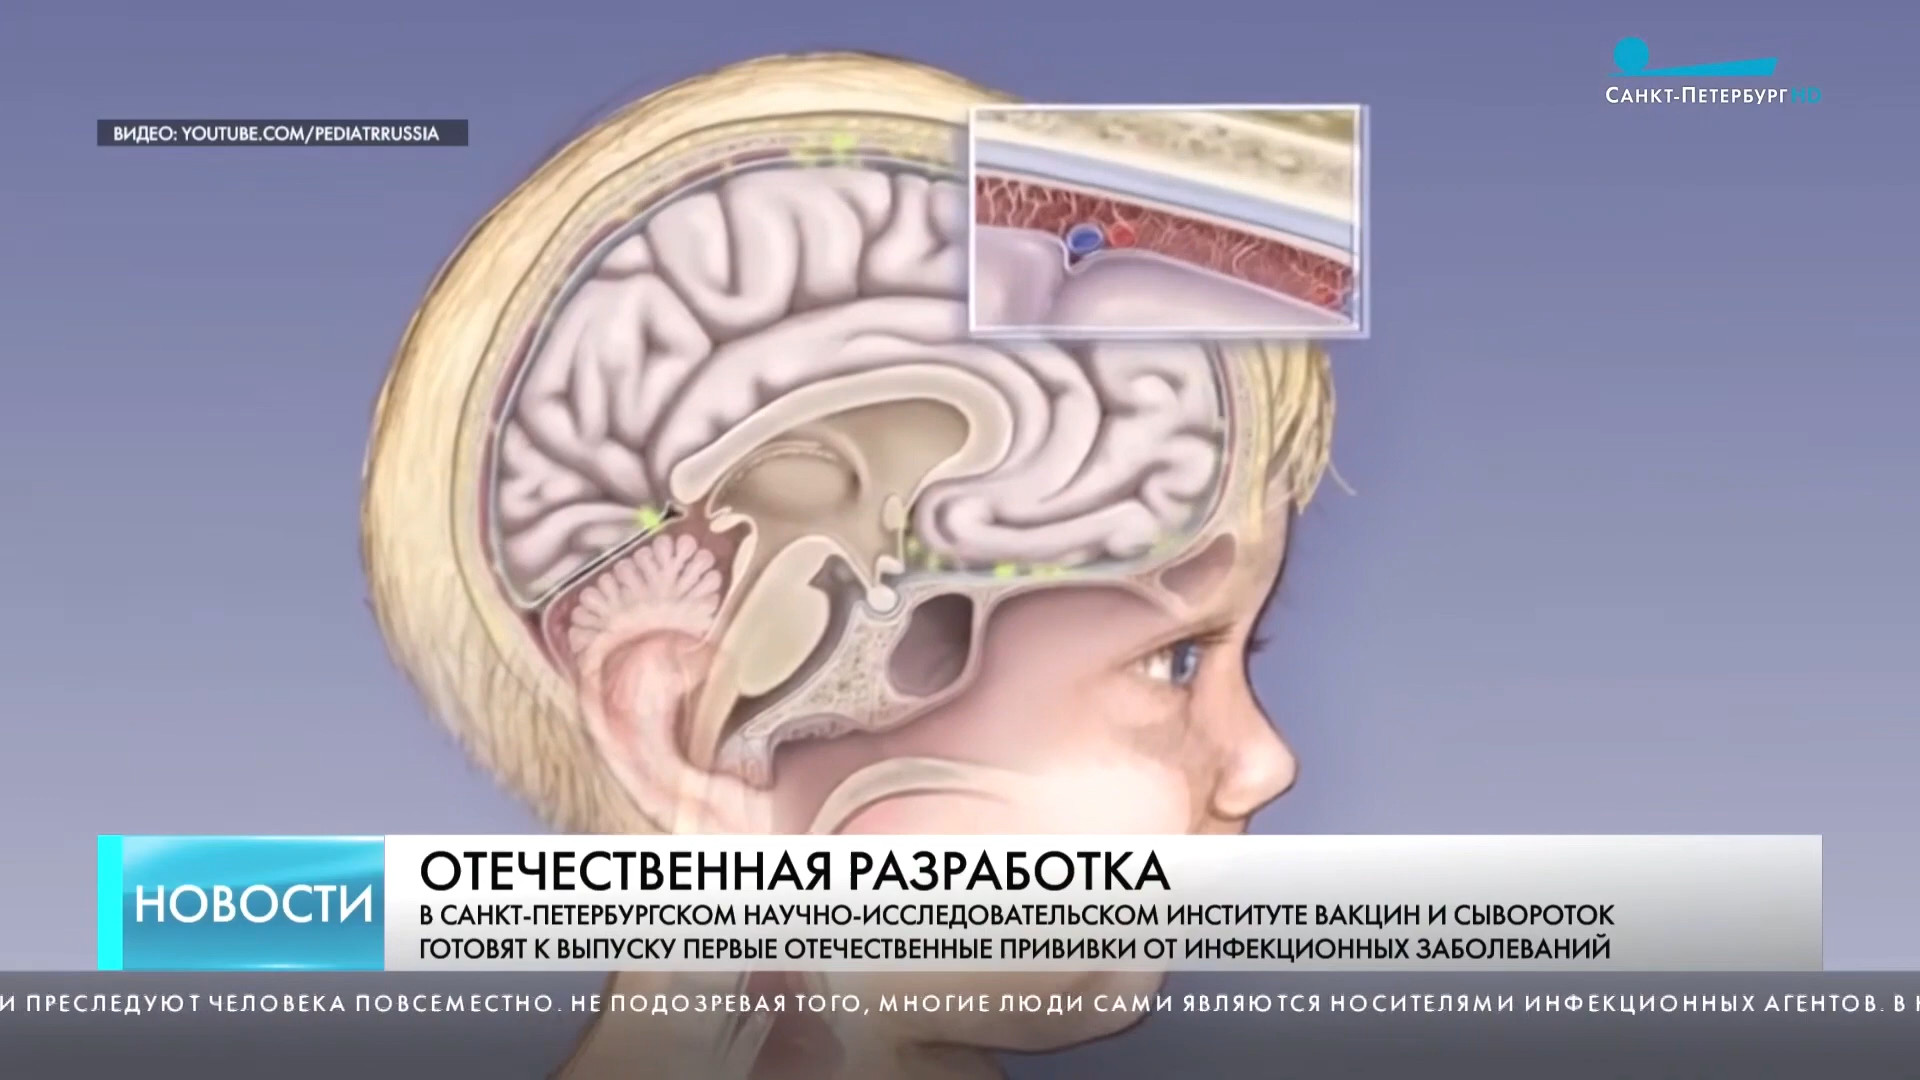 САНКТ-ПЕТЕРБУРГ HD
ВИДЕО: YOUTUBE.COM/PEDIATRRUSSIA
НОВОСТИ
ОТЕЧЕСТВЕННАЯ РАЗРАБОТКА
В САНКТ-ПЕТЕРБУРГСКОМ НАУЧНО-ИССЛЕДОВАТЕЛЬСКОМ ИНСТИТУТЕ ВАКЦИН И СЫВОРОТОК
ГОТОВЯТ К ВЫПУСКУ ПЕРВЫЕ ОТЕЧЕСТВЕННЫЕ ПРИВИВКИ ОТ ИНФЕКЦИОННЫХ ЗАБОЛЕВАНИЙ
И ПРЕСЛЕДУЮТ ЧЕЛОВЕКА ПОВСЕМЕСТНО. НЕ ПОДОЗРЕВАЯ ТОГО, МНОГИЕ ЛЮДИ САМИ ЯВЛЯЮТСЯ НОСИТЕЛЯМИ ИНФЕКЦИОННЫХ АГЕНТОВ. В